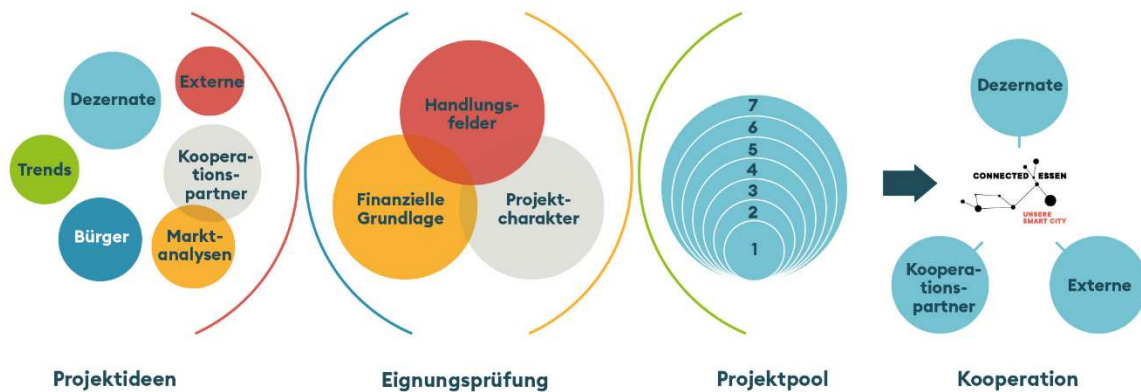 Dezernate
Externe
Trends
Koopera-
tions-
partner
Bürger
Markt-
analysen
Projektideen
Handlungs-
felder
Finanzielle
Grundlage
Projekt-
charakter
Eignungsprüfung
7
6
5
4
3
2
1
Projektpool
Dezernate
CONNECTED ESSEN
UNSERE
SMART CITY
Koopera-
tions-
partner
Externe
Kooperation